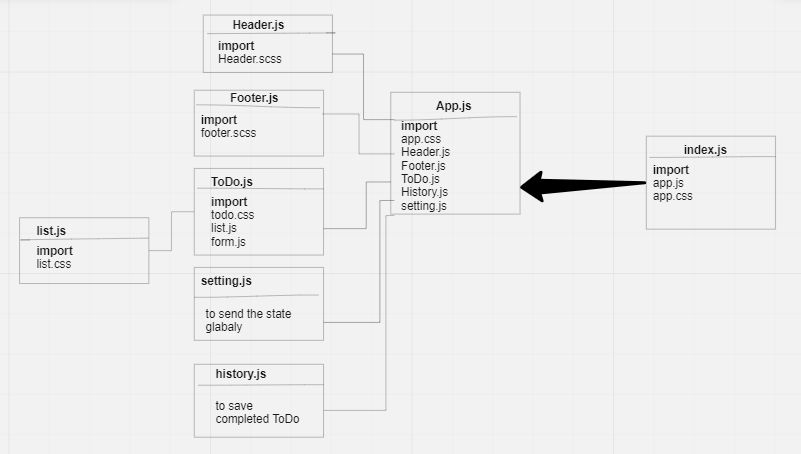 Header.js
import
Header.scss
Footer.js
import
footer.scss
App.js
import
app.css
Header.js
Footer.js
ToDo.js
History.js
setting.js
index.js
import
app.js
app.css
ToDo.js
import
todo.css
list.js
form.js
list.js
import
list.css
setting.js
to send the state
glabaly
history.js
to save
completed ToDo